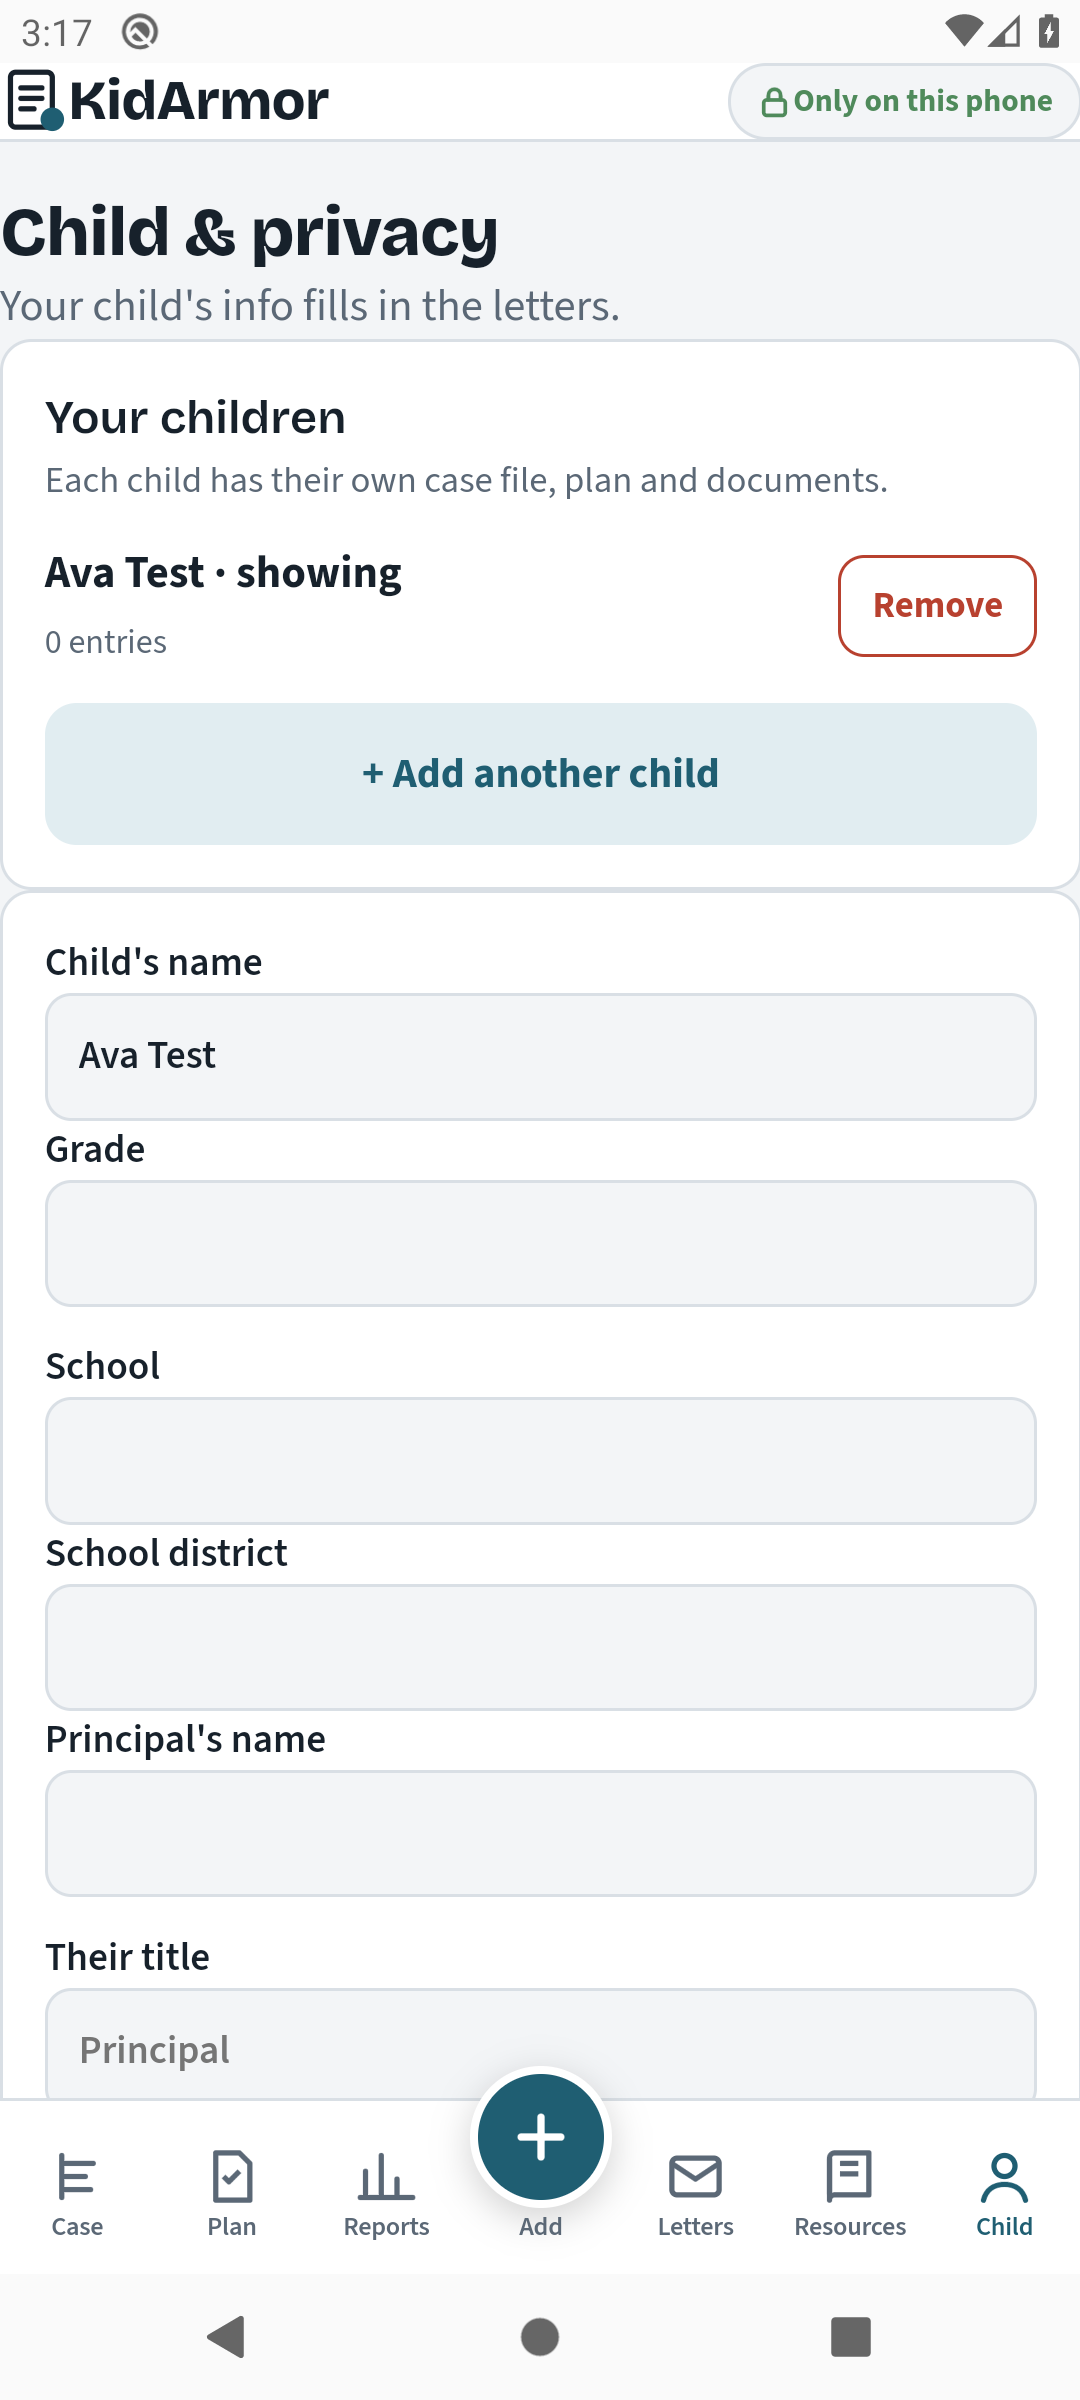 3:17
KidArmor
Only on this phone
Child & privacy
Your child's info fills in the letters.
Your children
Each child has their own case file, plan and documents.
Ava Test · showing
0 entries
Remove
+ Add another child
Child's name
Ava Test
Grade
School
School district
Principal's name
Their title
Principal
Case
Plan
Reports
Add
Letters
Resources
Child